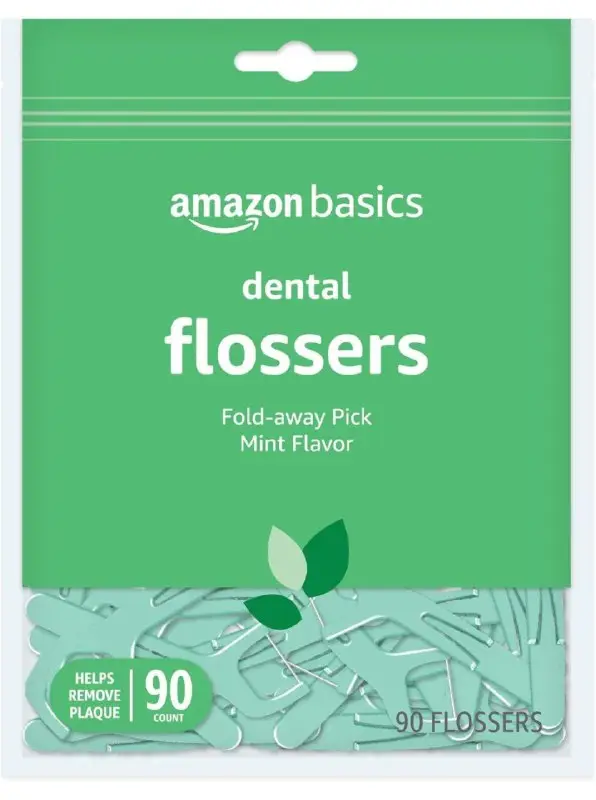 amazon basics
dental
flossers
Fold-away Pick
Mint Flavor
HELPS
REMOVE
PLAQUE
90
COUNT
90 FLOSSERS